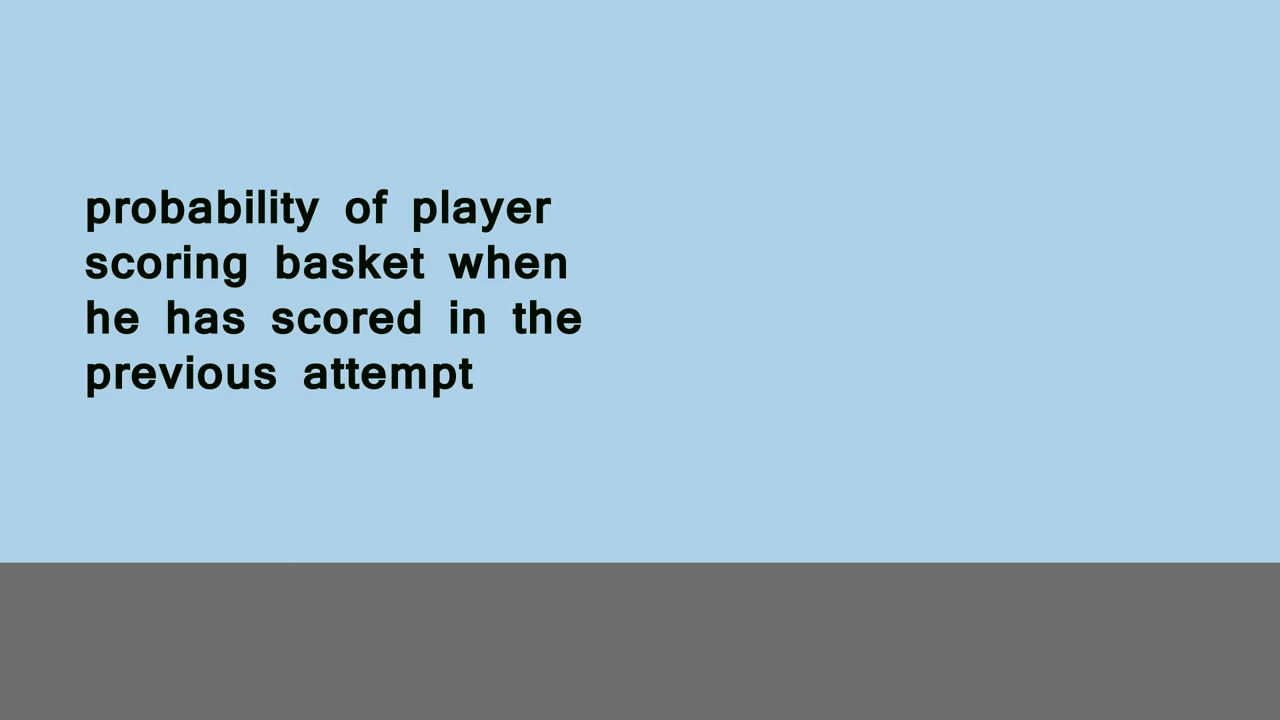 probability of player
scoring basket when
he has scored in the
previous attempt